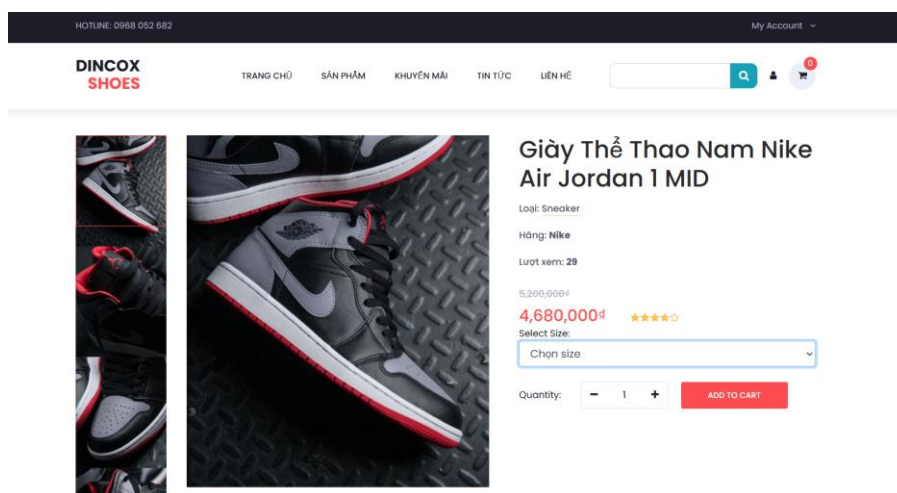 HOTLINE: 0968 052 682
My Account
DINCOX
SHOES
TRANG CHỦ
SẢN PHẨM
KHUYẾN MÃI
TIN TỨC
LIÊN HỆ
0
Giày Thể Thao Nam Nike
Air Jordan 1 MID
Loại: Sneaker
Hãng: Nike
Lượt xem: 29
5,200,000₫
4,680,000₫
Select Size:
Chọn size
Quantity:
- 1 +
ADD TO CART